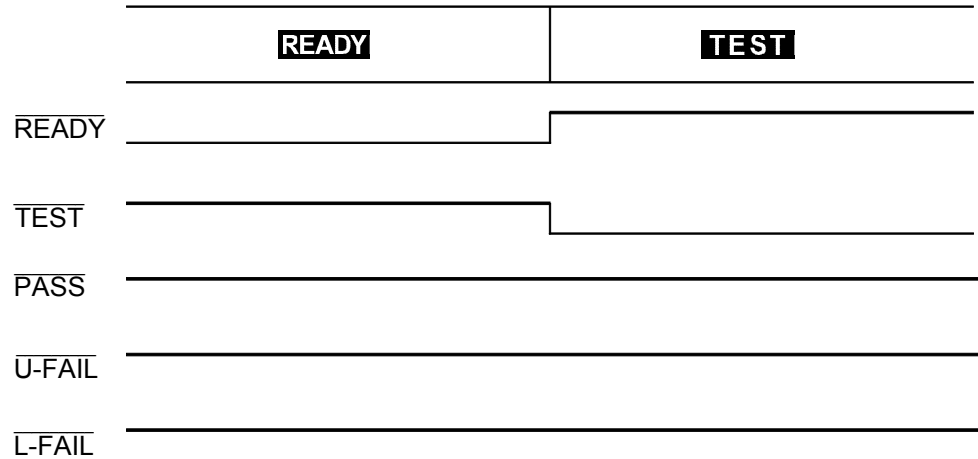 READY TEST
READY
TEST
PASS
U-FAIL
L-FAIL